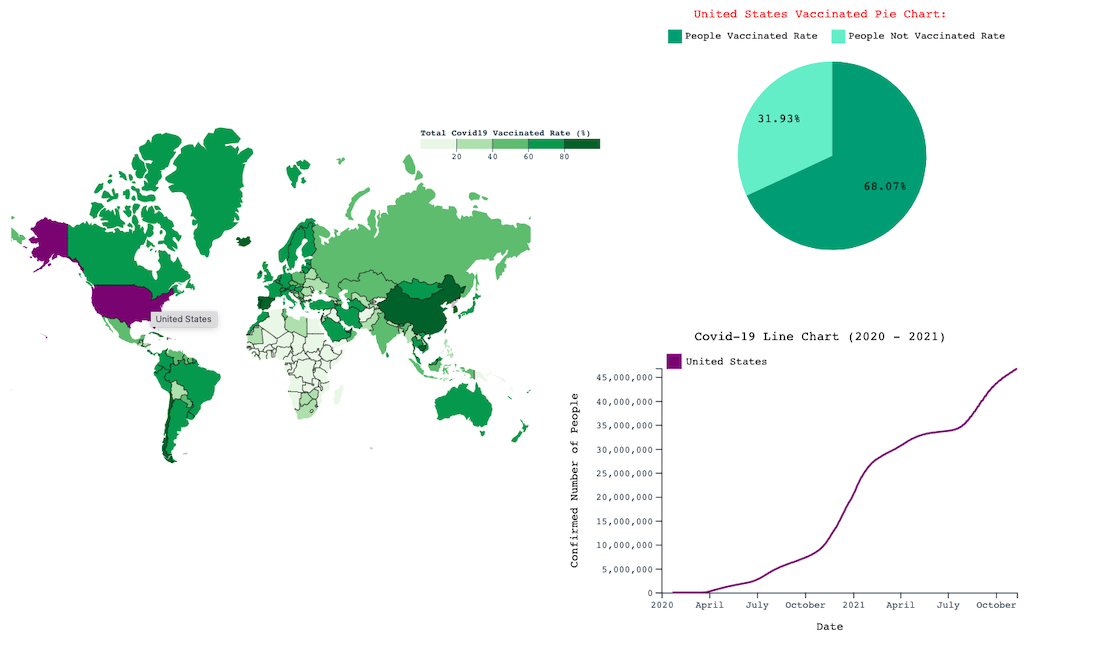 Total Covid19 Vaccinated Rate (%)
20 40 60 80
United States
United States Vaccinated Pie Chart:
People Vaccinated Rate People Not Vaccinated Rate
31.93%
68.07%
Covid-19 Line Chart (2020 - 2021)
United States
Confirmed Number of People
45,000,000
40,000,000
35,000,000
30,000,000
25,000,000
20,000,000
15,000,000
10,000,000
5,000,000
0
2020 April July October 2021 April July October
Date